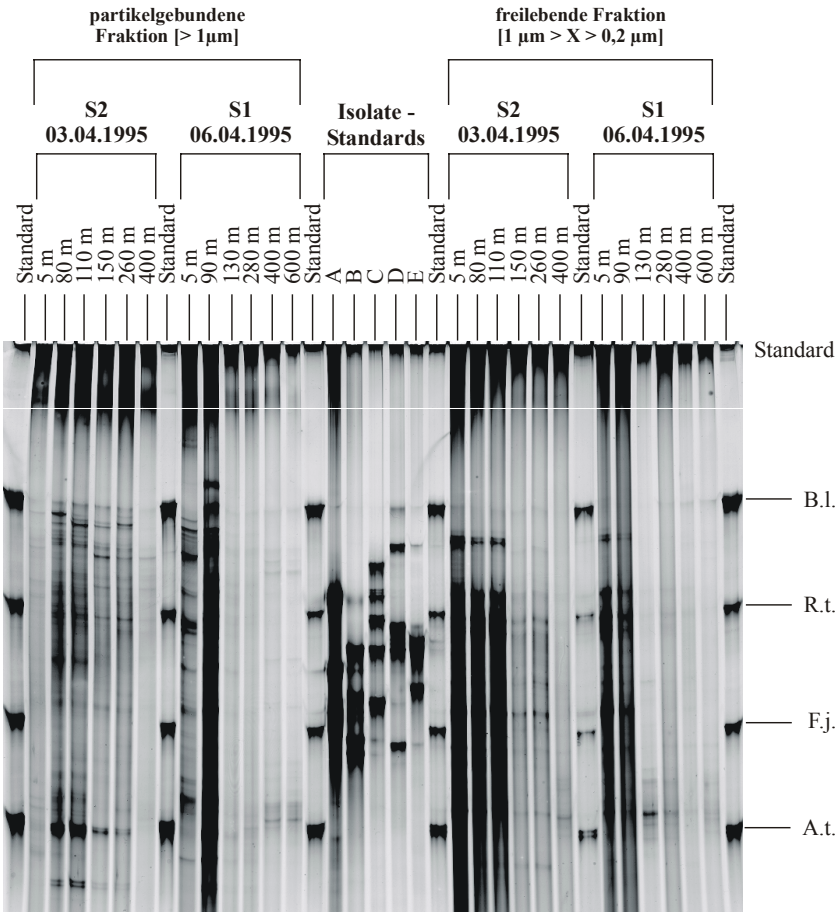 partikelgebundene
Fraktion [> 1µm]
freilebende Fraktion
[1 µm > X > 0,2 µm]
S2
03.04.1995
S1
06.04.1995
Isolate -
Standards
S2
03.04.1995
S1
06.04.1995
Standard
5 m
80 m
110 m
150 m
260 m
400 m
Standard
5 m
90 m
130 m
280 m
400 m
600 m
Standard
A
B
C
D
E
Standard
5 m
80 m
110 m
150 m
260 m
400 m
Standard
5 m
90 m
130 m
280 m
400 m
600 m
Standard
Standard
B.l.
R.t.
F.j.
A.t.